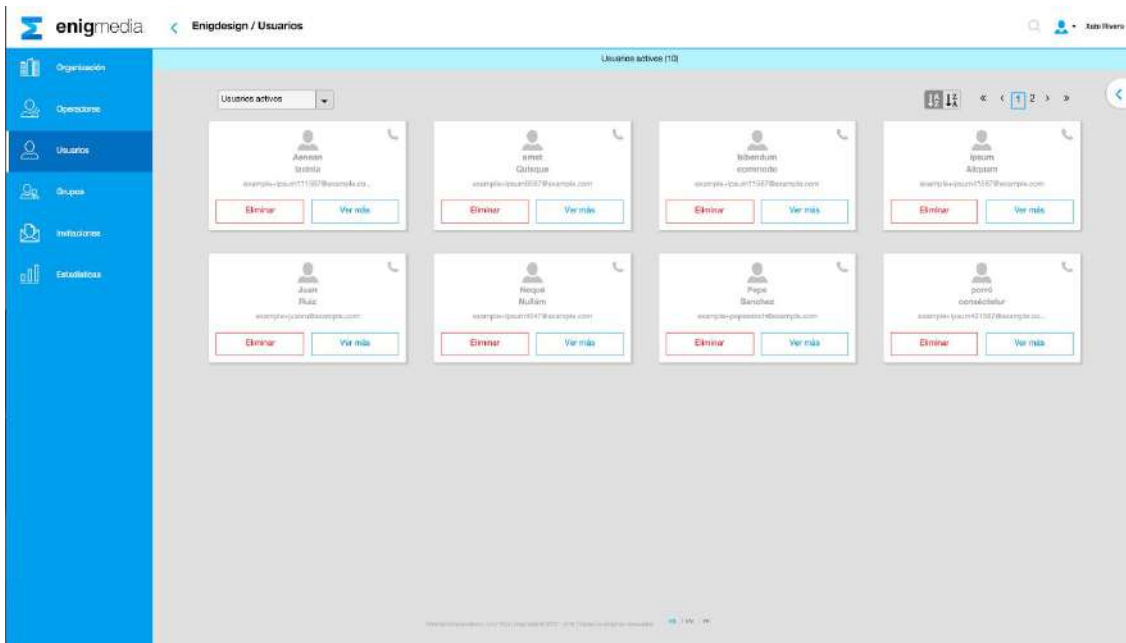 enigmedia
Enigdesign / Usuarios
Xabi Rivero
Organización
Operadores
Usuarios
Grupos
Invitaciones
Estadísticas
Usuarios activos (10)
Usuarios activos
« ‹ 1 2 › »
Aenean
lacinia
Eliminar Ver más
amet
Quisque
Eliminar Ver más
bibendum
commodo
Eliminar Ver más
ipsum
Aliquam
Eliminar Ver más
Juan
Ruiz
Eliminar Ver más
Neque
Nullam
Eliminar Ver más
Pepe
Sanchez
Eliminar Ver más
porro
consectetur
Eliminar Ver más